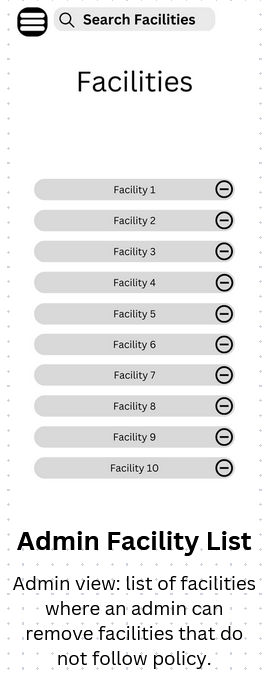 Search Facilities
Facilities
Facility 1
Facility 2
Facility 3
Facility 4
Facility 5
Facility 6
Facility 7
Facility 8
Facility 9
Facility 10
Admin Facility List
Admin view: list of facilities
where an admin can
remove facilities that do
not follow policy.